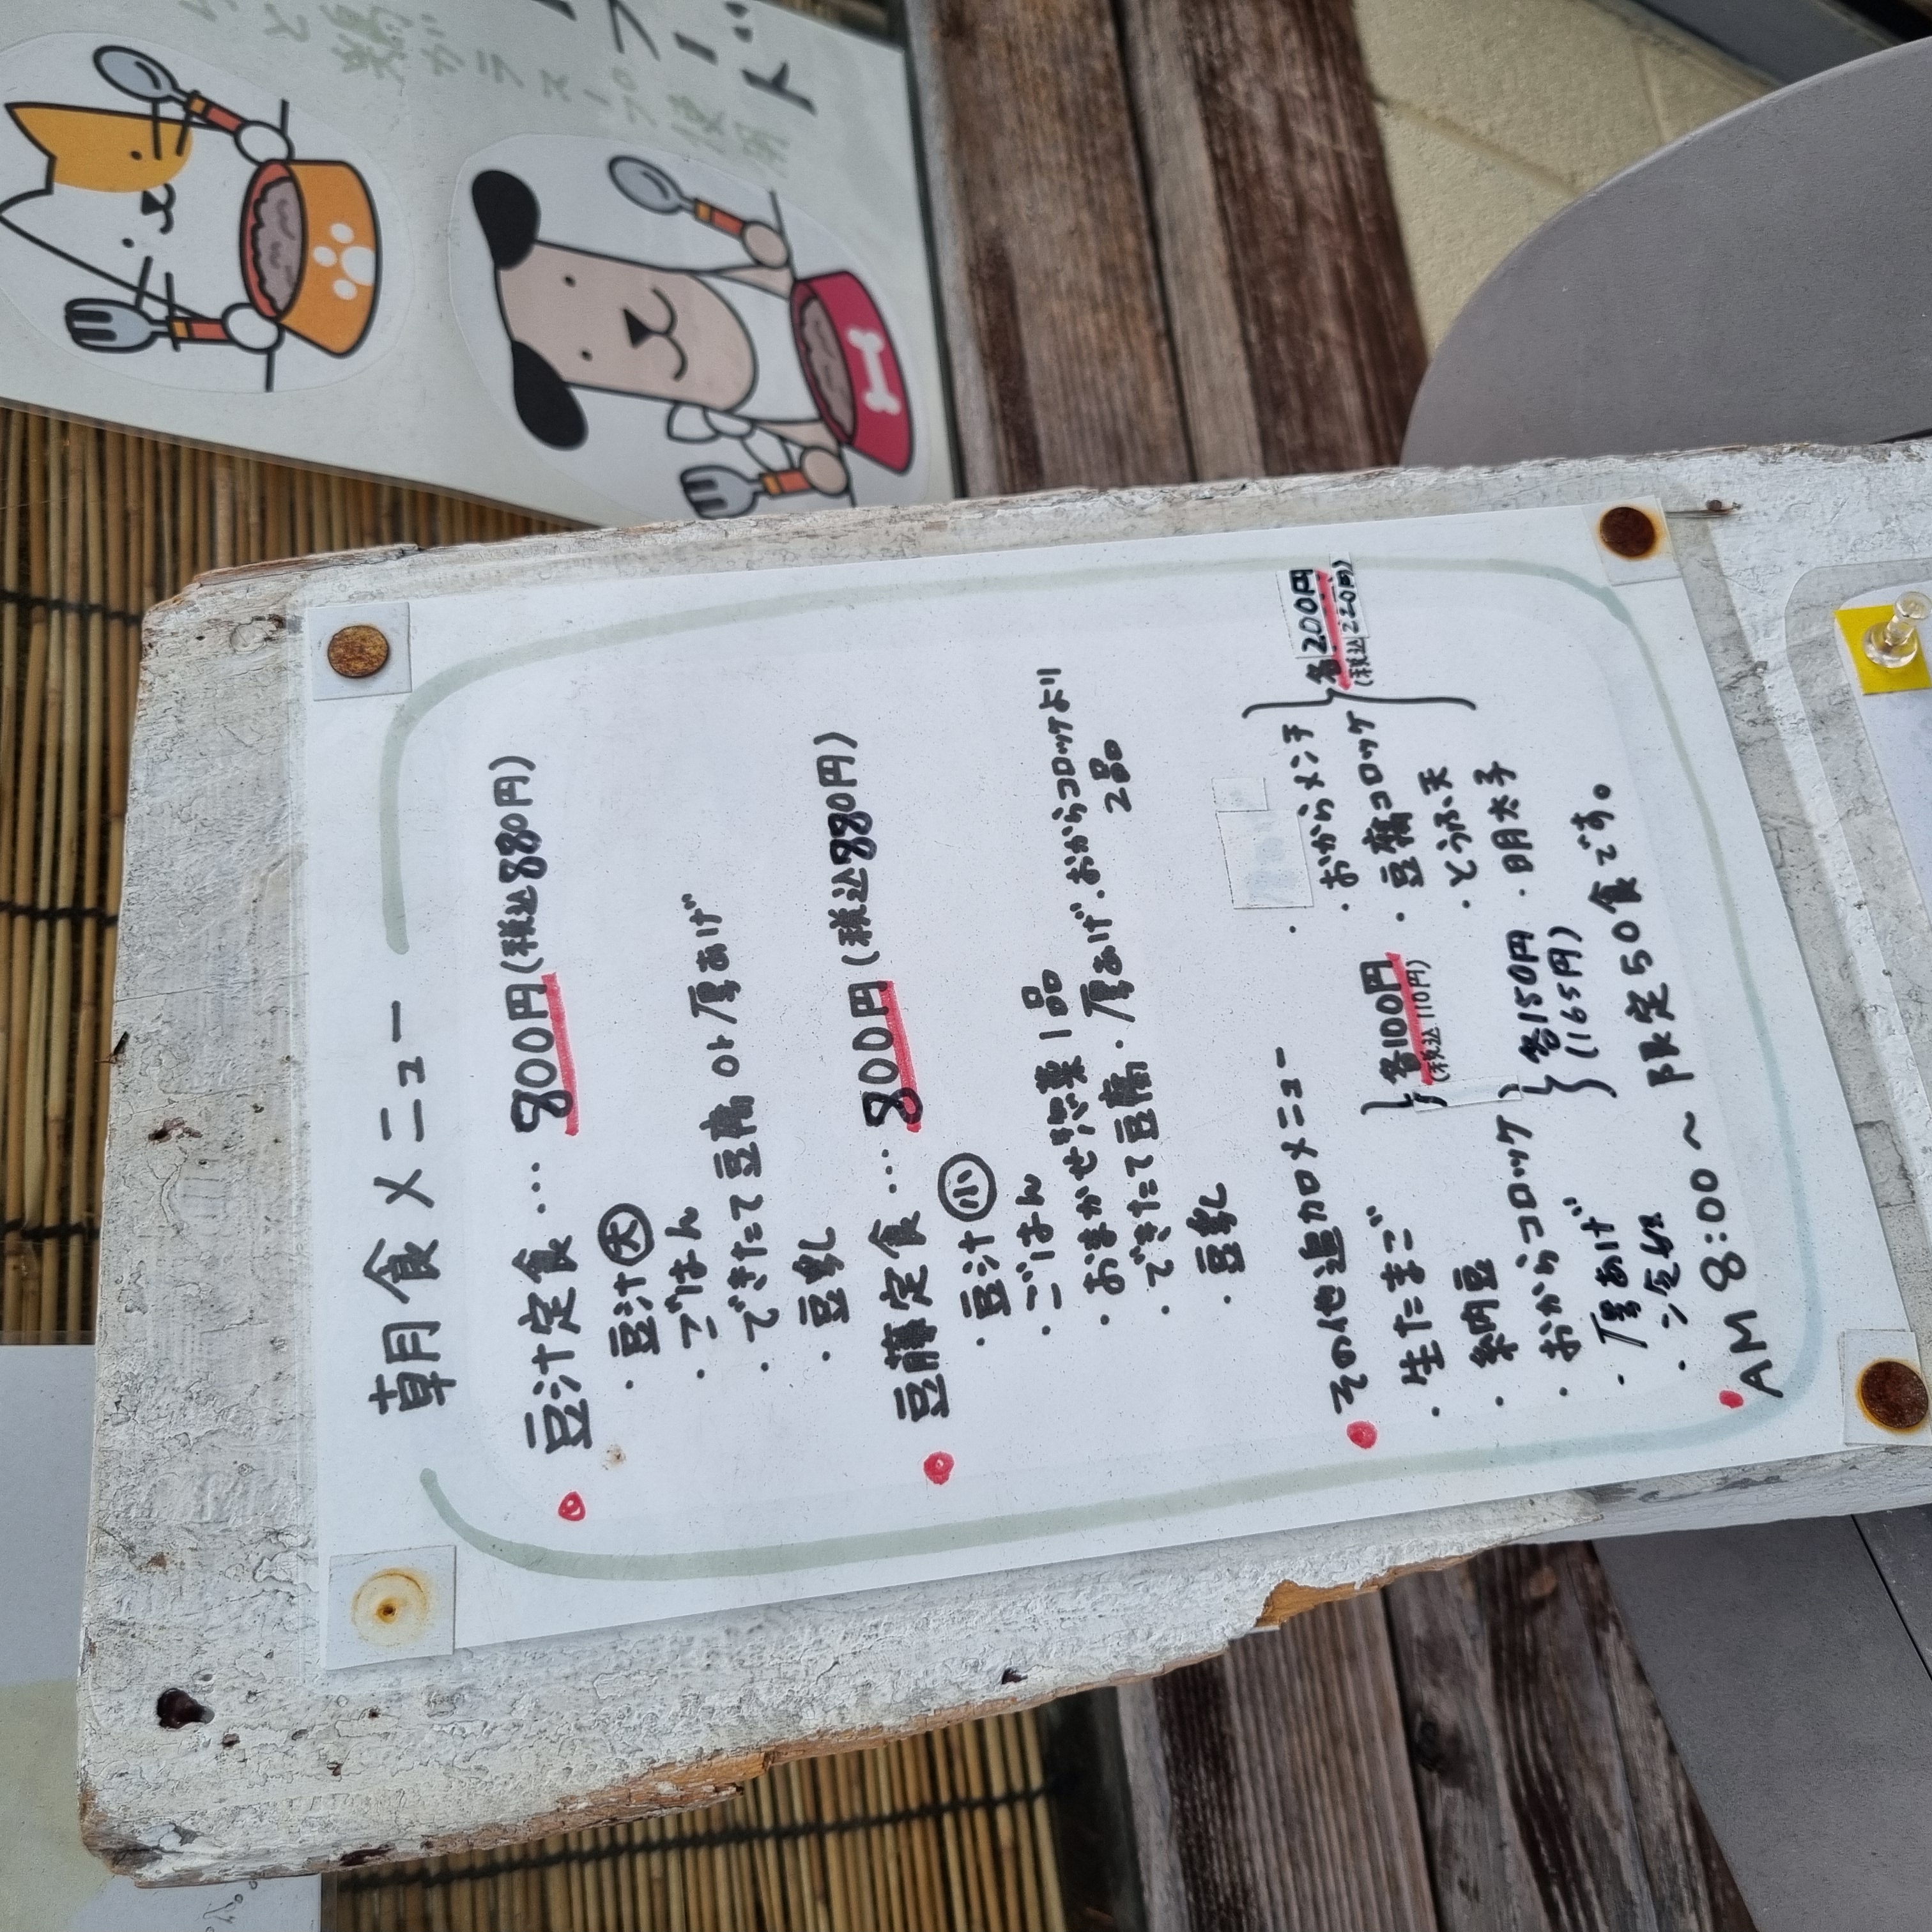 朝食メニュー
豆汁定食… 800円(税込880円)
・豆汁(大)
・ごはん
・できたて豆腐 or 厚あげ
・豆乳
豆藤定食… 800円(税込880円)
・豆汁(小)
・ごはん
・おまかせ惣菜1品
・できたて豆腐・厚あげ・おからコロッケより
2品
・豆乳
その他追加メニュー
・生たまご
・納豆
各100円
(税込110円)
・おからコロッケ
・厚あげ
各150円
(165円)
・おからメンチ
・豆腐コロッケ
・とうふ天
・明太子
各200円
(税込220円)
AM 8:00～ 限定50食です。